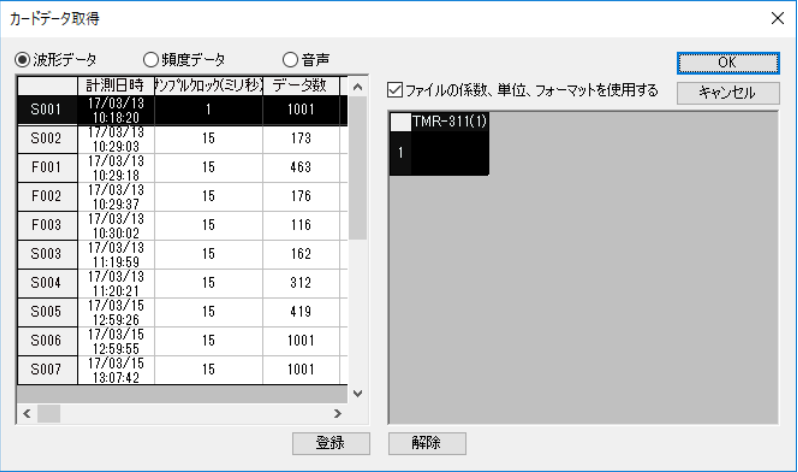 カードデータ取得
波形データ 頻度データ 音声
OK
キャンセル
ファイルの係数、単位、フォーマットを使用する
計測日時 ｻﾝﾌﾟﾙｸﾛｯｸ(ミリ秒) データ数
S001 17/03/13 10:18:20 1 1001
S002 17/03/13 10:29:03 15 173
F001 17/03/13 10:29:18 15 463
F002 17/03/13 10:29:37 15 176
F003 17/03/13 10:30:02 15 116
S003 17/03/13 11:19:59 15 162
S004 17/03/13 11:20:21 15 312
S005 17/03/15 12:59:26 15 419
S006 17/03/15 12:59:55 15 1001
S007 17/03/15 13:07:42 15 1001
TMR-311(1)
1
登録 解除